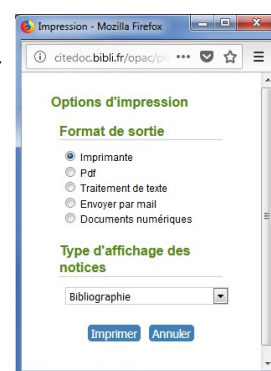 Impression - Mozilla Firefox
citedoc.bibli.fr/opac/
Options d'impression
Format de sortie
Imprimante
Pdf
Traitement de texte
Envoyer par mail
Documents numériques
Type d'affichage des
notices
Bibliographie
Imprimer Annuler